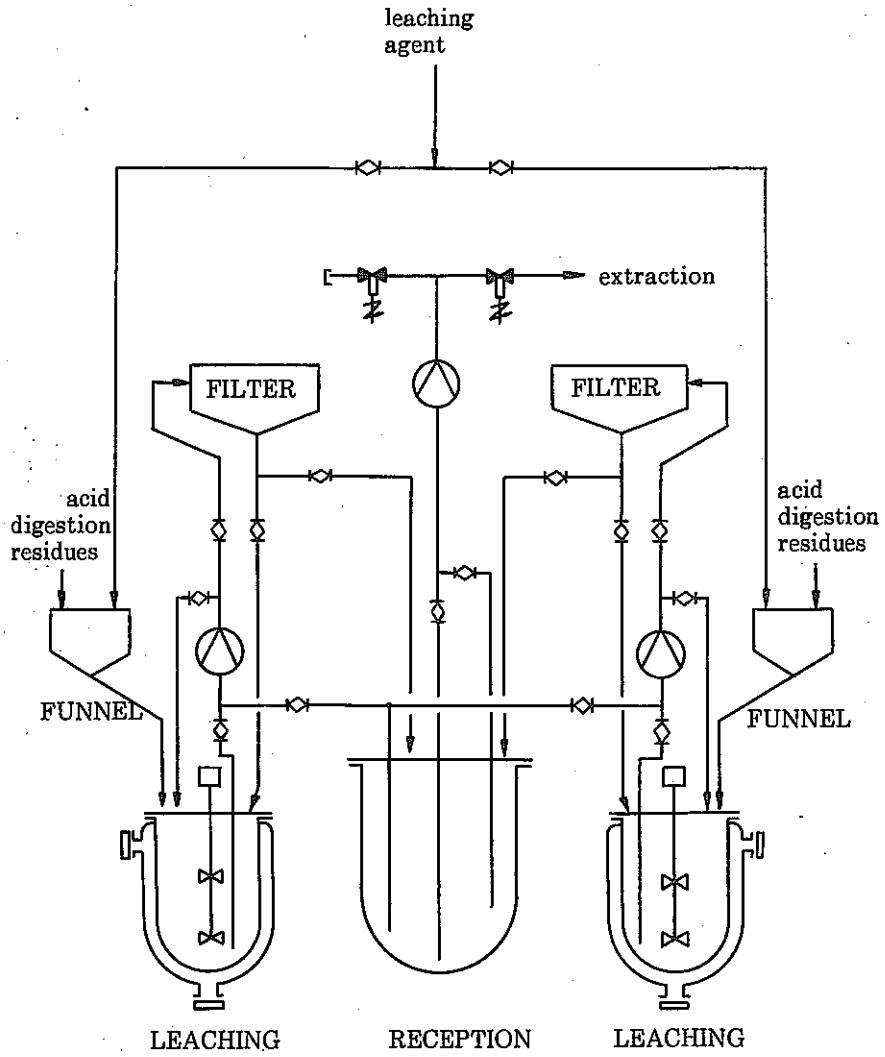 leaching
agent
extraction
FILTER
FILTER
acid
digestion
residues
acid
digestion
residues
FUNNEL
FUNNEL
LEACHING
RECEPTION
LEACHING